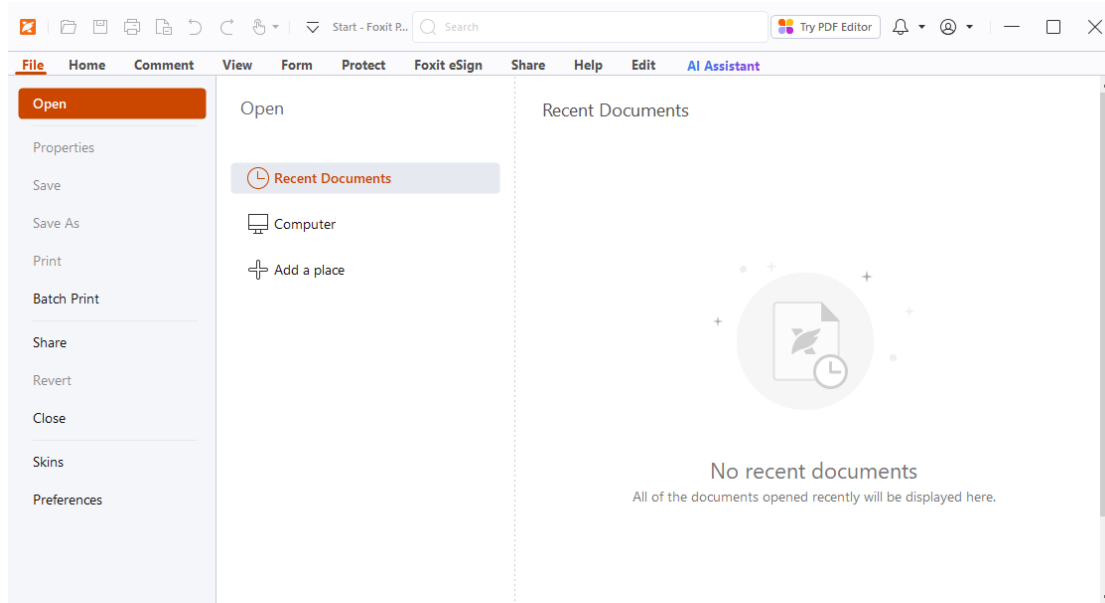 Start - Foxit P...
Search
Try PDF Editor
File Home Comment View Form Protect Foxit eSign Share Help Edit AI Assistant
Open
Properties
Save
Save As
Print
Batch Print
Share
Revert
Close
Skins
Preferences
Open
Recent Documents
Computer
Add a place
Recent Documents
No recent documents
All of the documents opened recently will be displayed here.